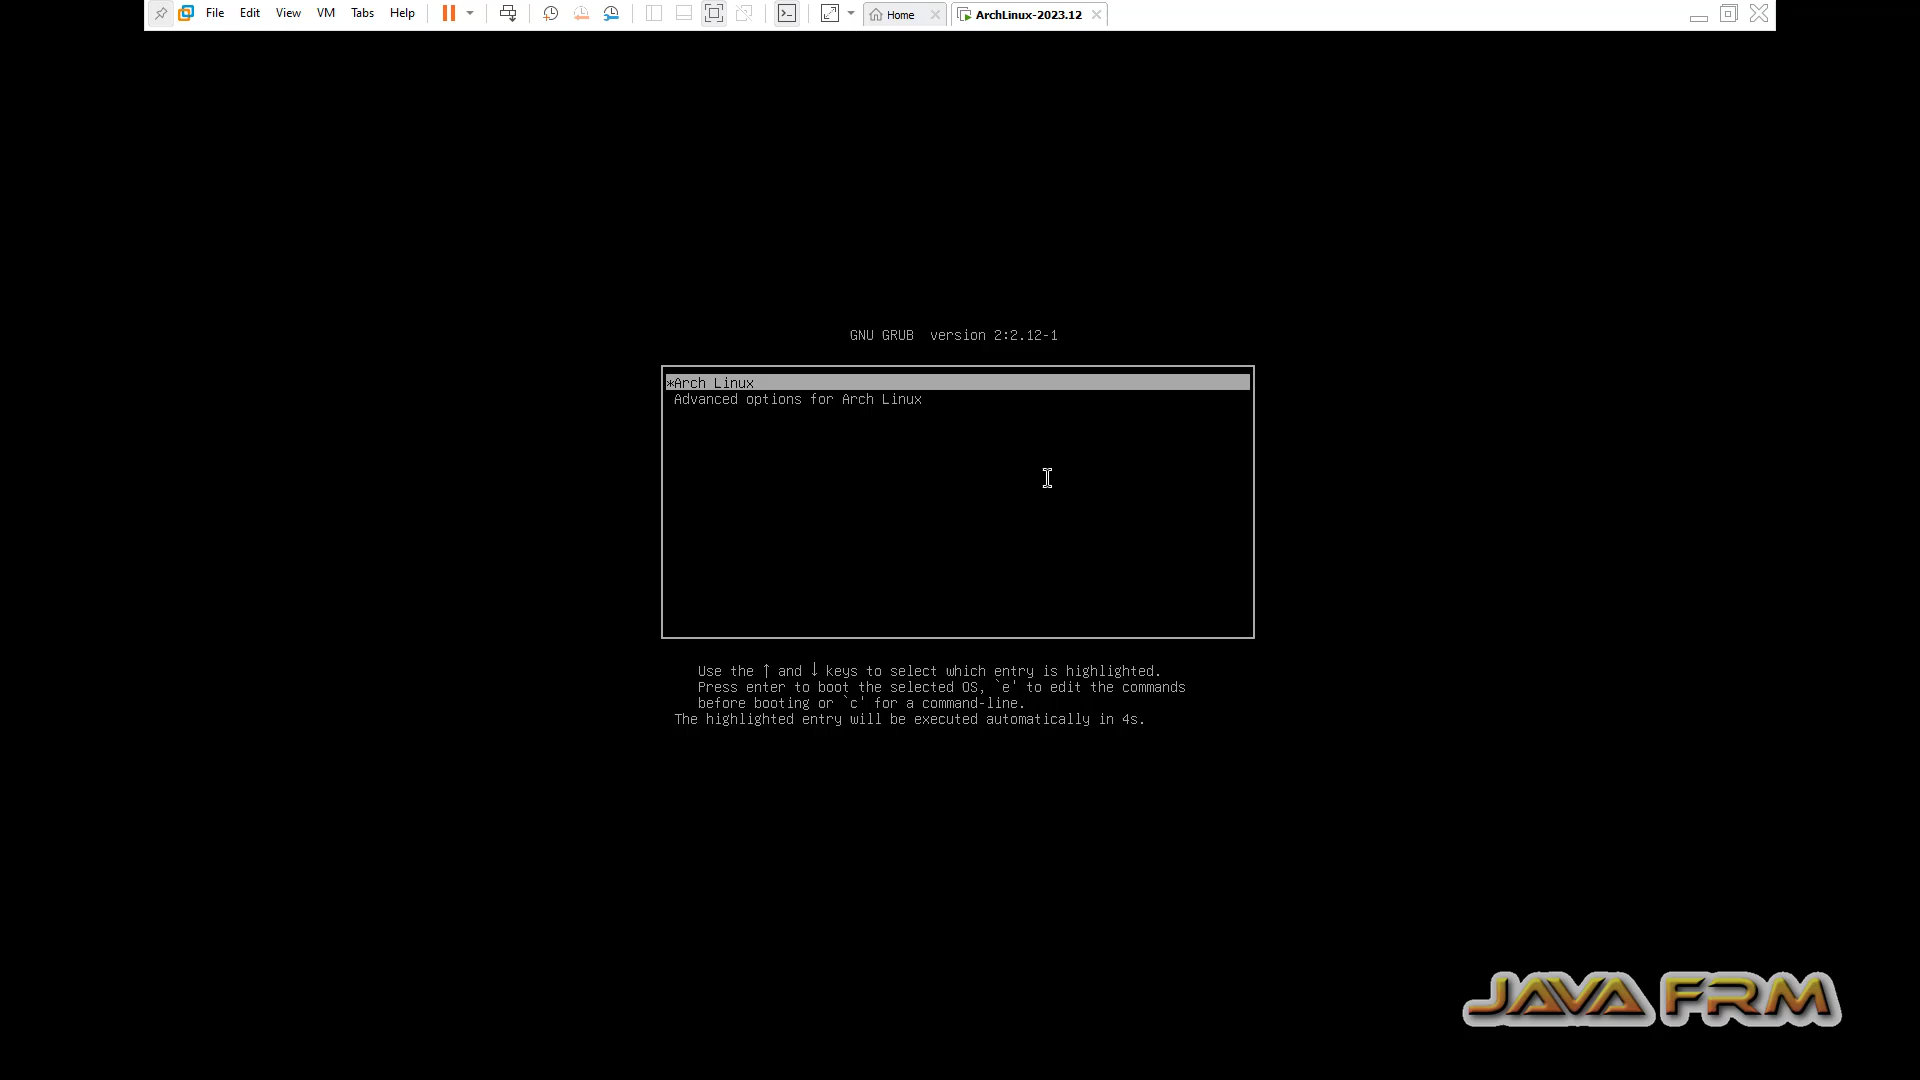 File Edit View VM Tabs Help Home ArchLinux-2023.12
GNU GRUB  version 2:2.12-1
*Arch Linux
Advanced options for Arch Linux
Use the ↑ and ↓ keys to select which entry is highlighted.
Press enter to boot the selected OS, `e' to edit the commands
before booting or `c' for a command-line.
The highlighted entry will be executed automatically in 4s.
JAVA FRM